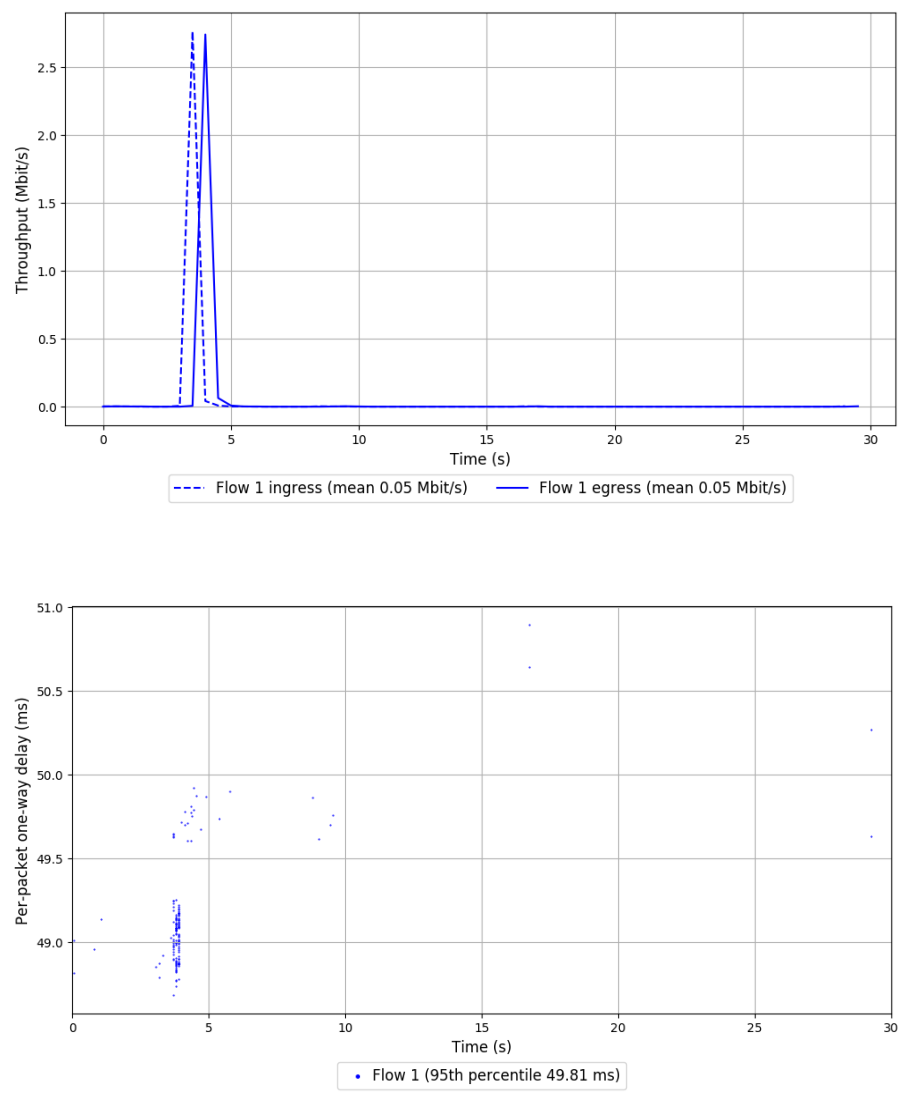 2.5
2.0
1.5
1.0
0.5
0.0
Throughput (Mbit/s)
0 5 10 15 20 25 30
Time (s)
Flow 1 ingress (mean 0.05 Mbit/s) Flow 1 egress (mean 0.05 Mbit/s)
51.0
50.5
50.0
49.5
49.0
Per-packet one-way delay (ms)
0 5 10 15 20 25 30
Time (s)
Flow 1 (95th percentile 49.81 ms)